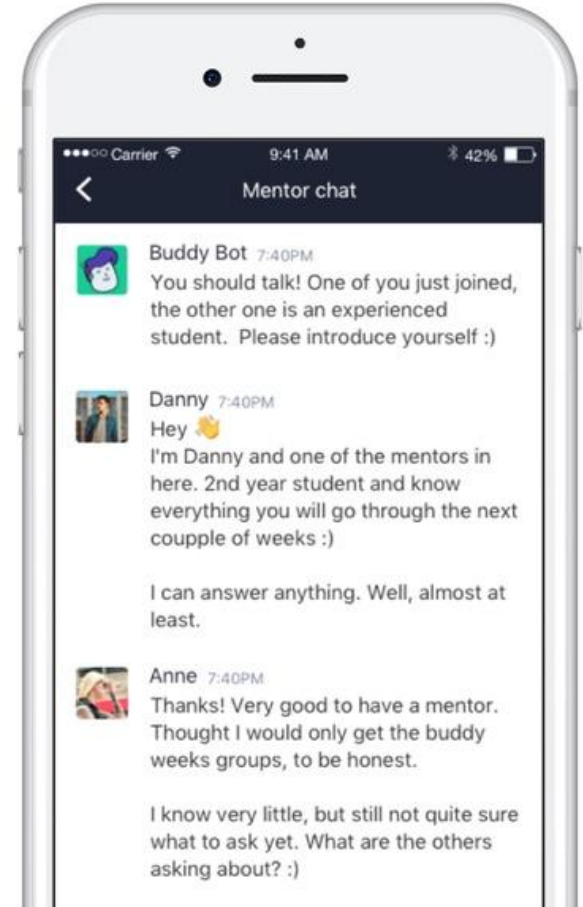 Carrier 9:41 AM 42%
Mentor chat
Buddy Bot 7:40PM
You should talk! One of you just joined,
the other one is an experienced
student. Please introduce yourself :)
Danny 7:40PM
Hey 👋
I'm Danny and one of the mentors in
here. 2nd year student and know
everything you will go through the next
coupple of weeks :)
I can answer anything. Well, almost at
least.
Anne 7:40PM
Thanks! Very good to have a mentor.
Thought I would only get the buddy
weeks groups, to be honest.
I know very little, but still not quite sure
what to ask yet. What are the others
asking about? :)